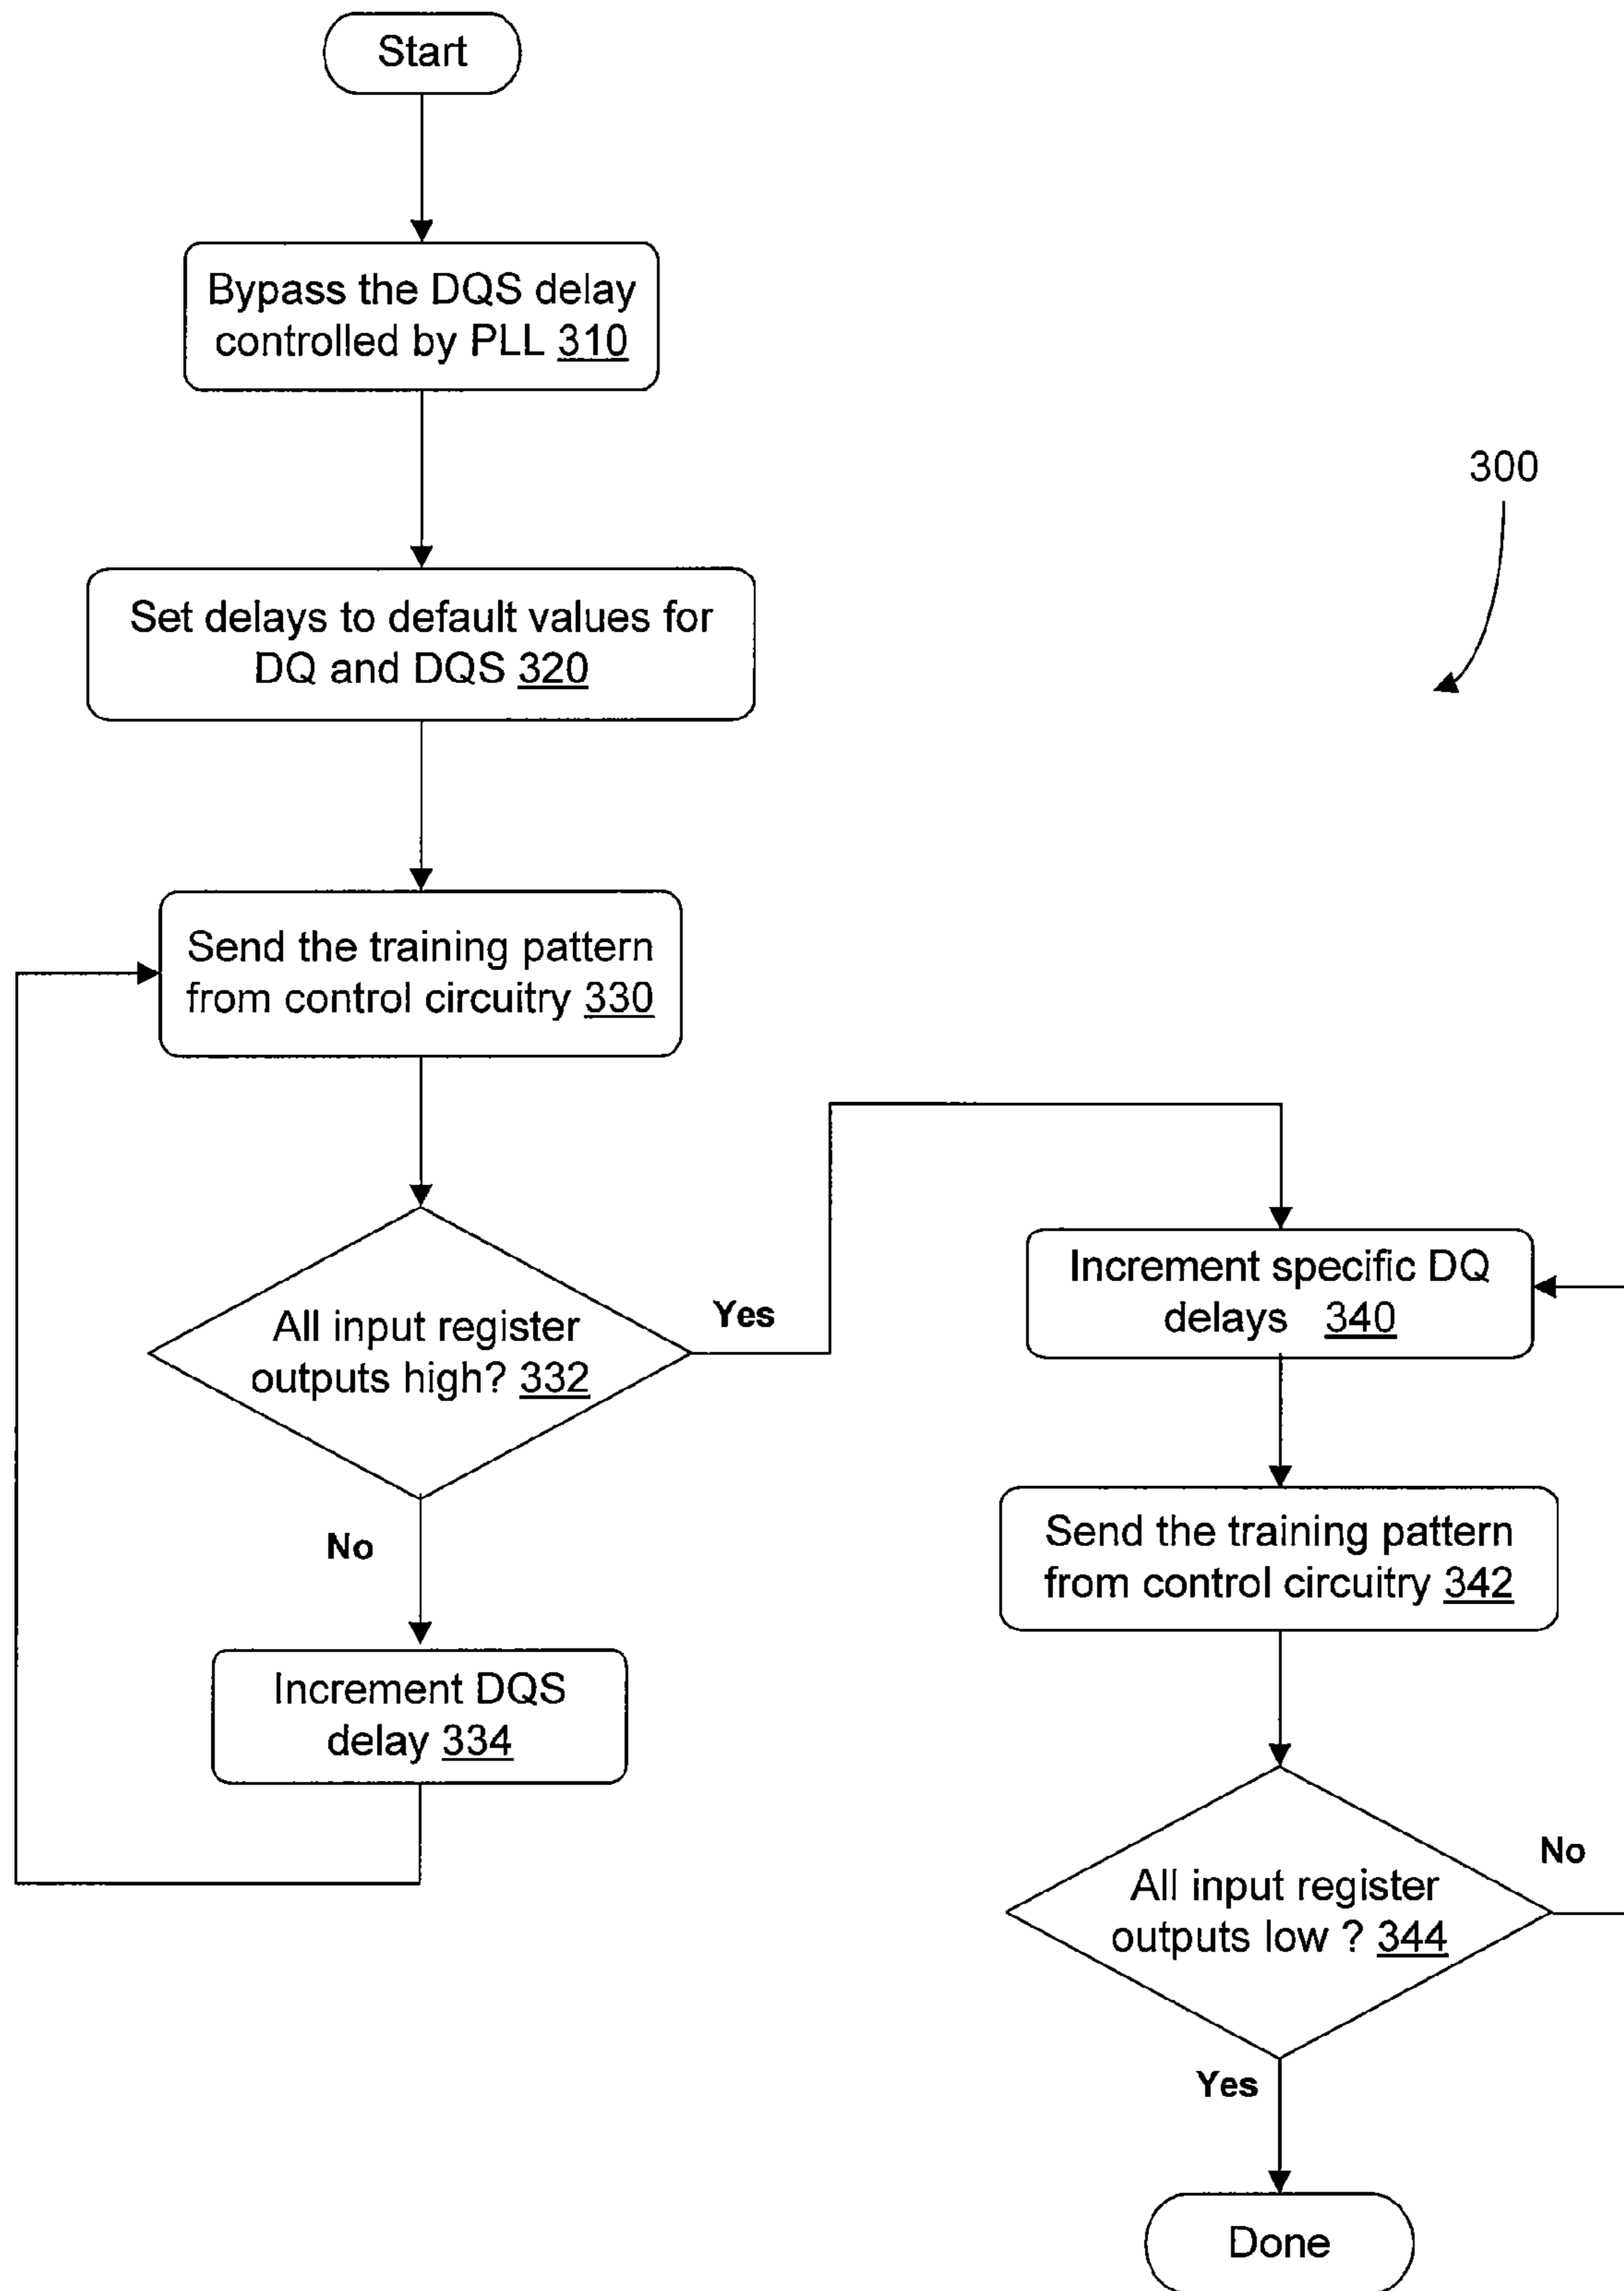 Start
Bypass the DQS delay
controlled by PLL 310
300
Set delays to default values for
DQ and DQS 320
Send the training pattern
from control circuitry 330
All input register
outputs high? 332
Yes
No
Increment DQS
delay 334
Increment specific DQ
delays 340
Send the training pattern
from control circuitry 342
All input register
outputs low ? 344
No
Yes
Done